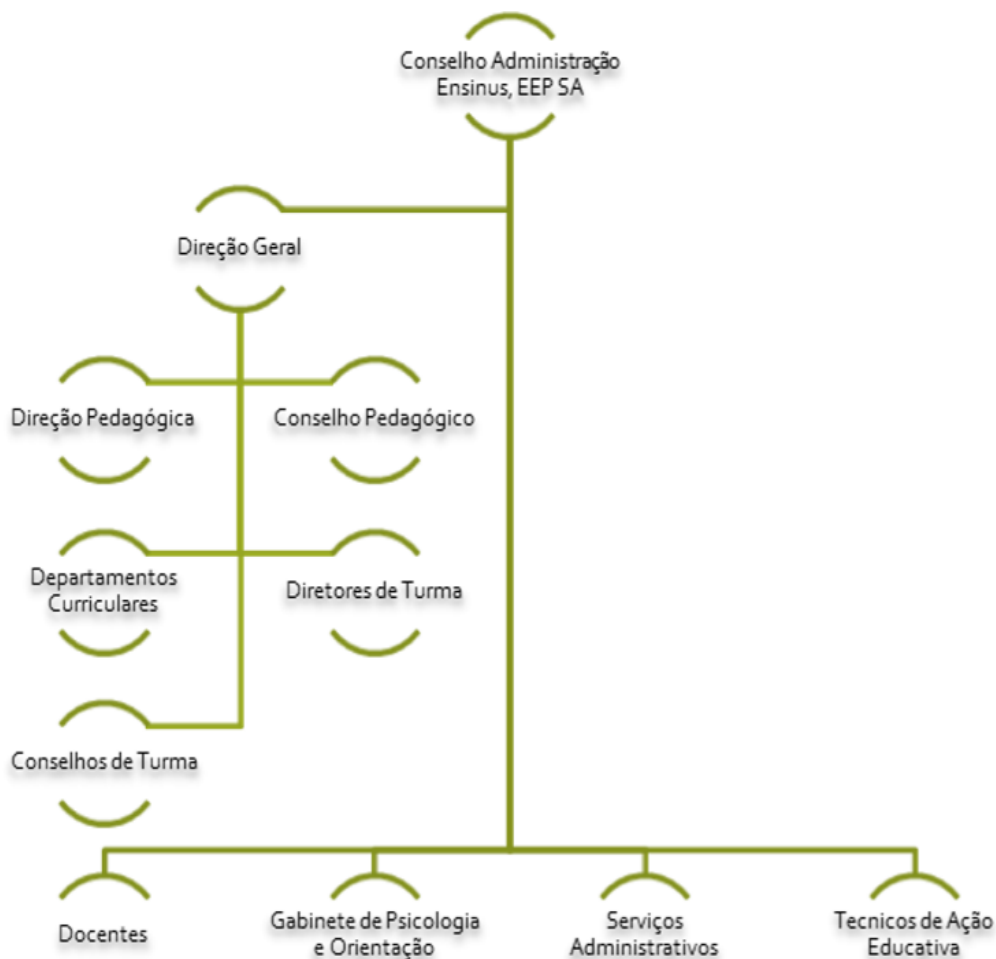 Conselho Administração
Ensinus, EEP SA
Direção Geral
Direção Pedagógica
Conselho Pedagógico
Departamentos
Curriculares
Diretores de Turma
Conselhos de Turma
Docentes
Gabinete de Psicologia
e Orientação
Serviços
Administrativos
Tecnicos de Ação
Educativa